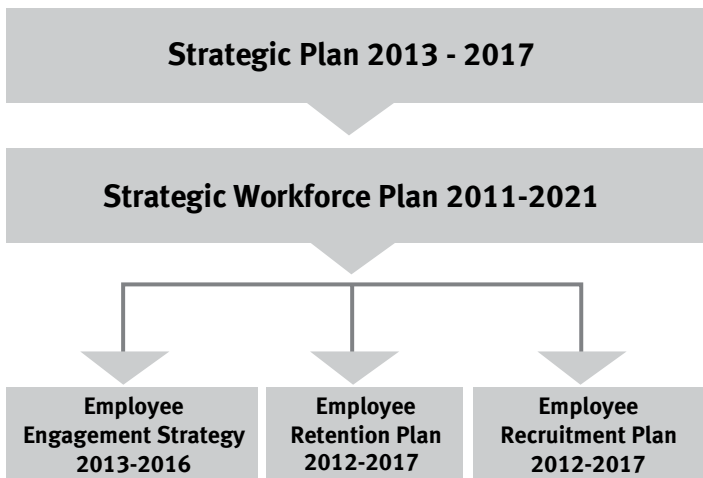 Strategic Plan 2013 - 2017
Strategic Workforce Plan 2011-2021
Employee
Engagement Strategy
2013-2016
Employee
Retention Plan
2012-2017
Employee
Recruitment Plan
2012-2017